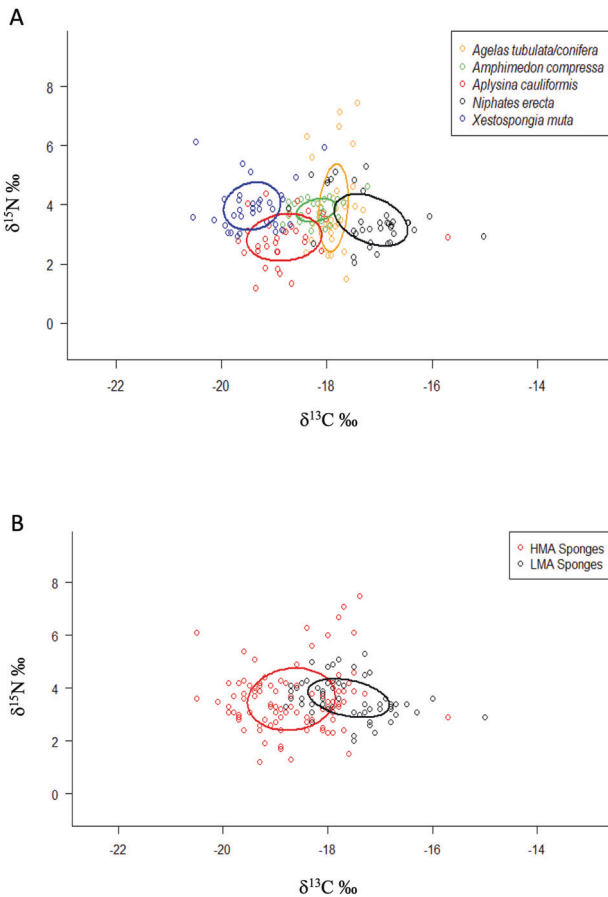 A
Agelas tubulata/conifera
Amphimedon compressa
Aplysina cauliformis
Niphates erecta
Xestospongia muta
8
6
4
2
0
δ15N ‰
-22
-20
-18
-16
-14
δ13C ‰
B
HMA Sponges
LMA Sponges
8
6
4
2
0
δ15N ‰
-22
-20
-18
-16
-14
δ13C ‰